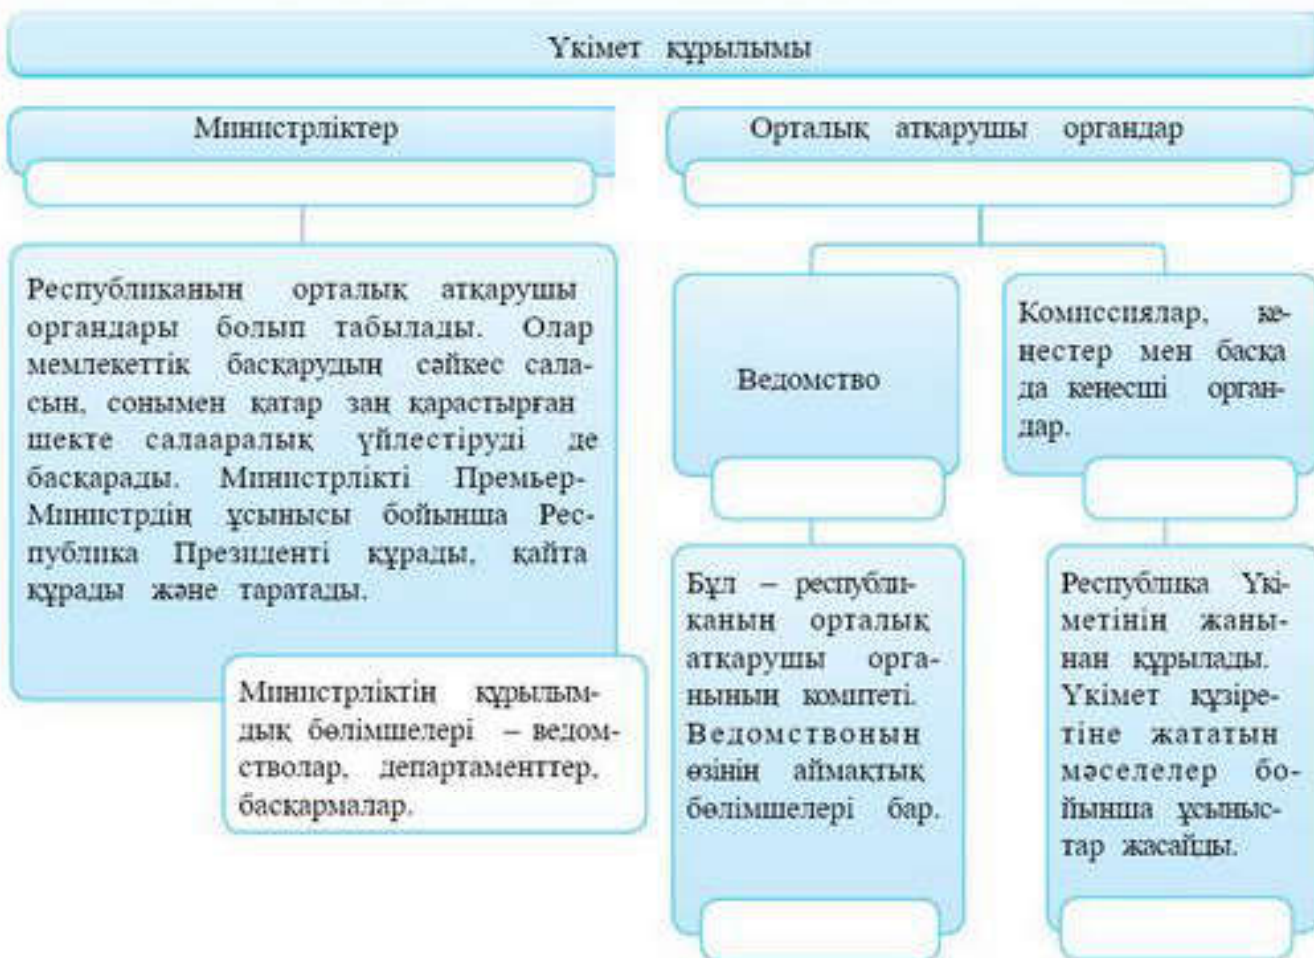 Үкімет құрылымы
Министрліктер
Республиканың орталық атқарушы
органдары болып табылады. Олар
мемлекеттік басқарудың сәйкес сала-
сын, сонымен қатар заң қарастырған
шекте салааралық үйлестіруді де
басқарады. Министрлікті Премьер-
Министрдің ұсынысы бойынша Рес-
публика Президенті құрады, қайта
құрады және таратады.
Министрліктің құрылым-
дық бөлімшелері – ведом-
стволар, департаменттер,
басқармалар.
Орталық атқарушы органдар
Ведомство
Бұл – республи-
каның орталық
атқарушы орга-
нының комитеті.
Ведомствоның
өзінің аймақтық
бөлімшелері бар.
Комиссиялар, ке-
ңестер мен басқа
да кеңесші орган-
дар.
Республика Үкі-
метінің жаны-
нан құрылады.
Үкімет құзіре-
тіне жататын
мәселелер бо-
йынша ұсыныс-
тар жасайды.